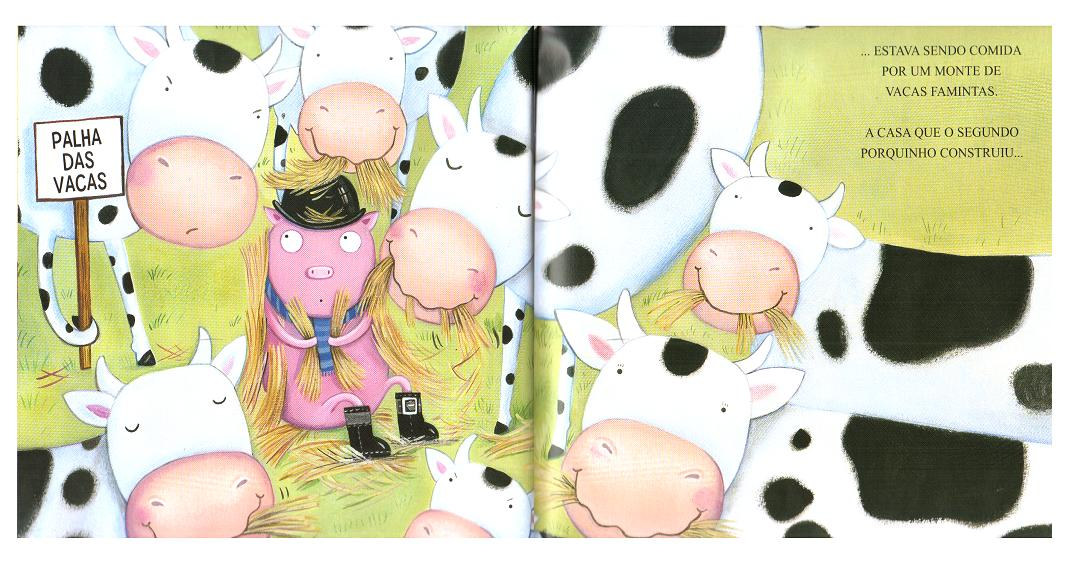 PALHA
DAS
VACAS
... ESTAVA SENDO COMIDA
POR UM MONTE DE
VACAS FAMINTAS.
A CASA QUE O SEGUNDO
PORQUINHO CONSTRUIU...